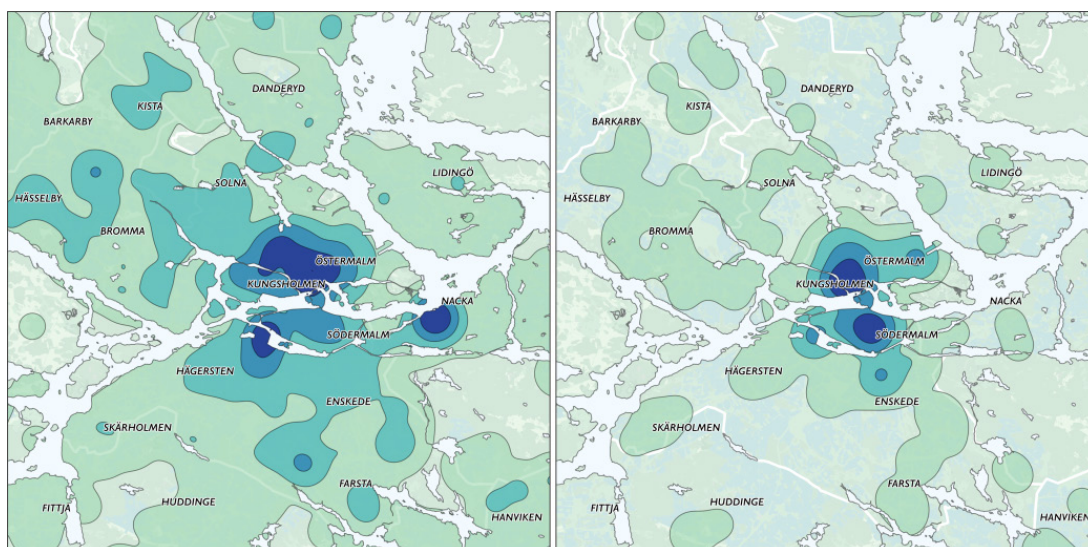 DANDERYD
KISTA
BARKARBY
LIDINGÖ
SOLNA
HÄSSELBY
BROMMA
ÖSTERMALM
KUNGSHOLMEN
NACKA
SÖDERMALM
HÄGERSTEN
ENSKEDE
SKÄRHOLMEN
FARSTA
HUDDINGE
FITTJA
HANVIKEN
DANDERYD
KISTA
BARKARBY
LIDINGÖ
SOLNA
HÄSSELBY
BROMMA
ÖSTERMALM
KUNGSHOLMEN
NACKA
SÖDERMALM
HÄGERSTEN
ENSKEDE
SKÄRHOLMEN
FARSTA
HUDDINGE
FITTJA
HANVIKEN